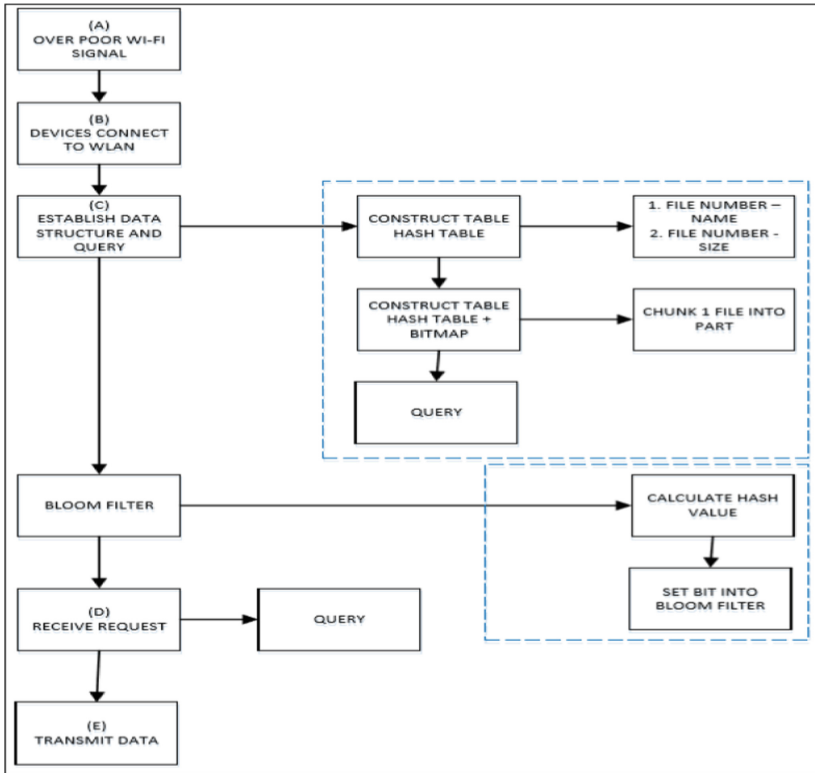 (A)
OVER POOR WI-FI
SIGNAL
(B)
DEVICES CONNECT
TO WLAN
(C)
ESTABLISH DATA
STRUCTURE AND
QUERY
CONSTRUCT TABLE
HASH TABLE
1. FILE NUMBER –
NAME
2. FILE NUMBER -
SIZE
CONSTRUCT TABLE
HASH TABLE +
BITMAP
CHUNK 1 FILE INTO
PART
QUERY
BLOOM FILTER
CALCULATE HASH
VALUE
SET BIT INTO
BLOOM FILTER
(D)
RECEIVE REQUEST
QUERY
(E)
TRANSMIT DATA